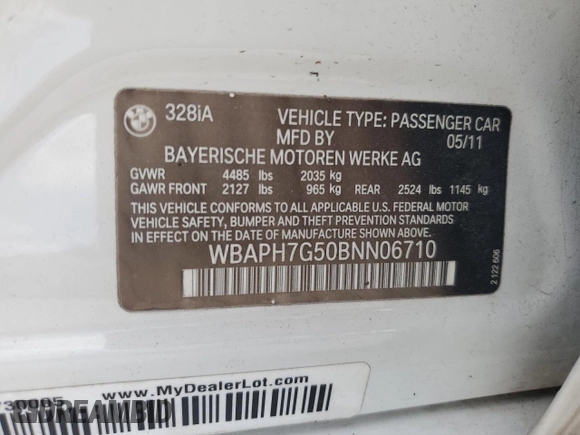 BMW
328iA
VEHICLE TYPE: PASSENGER CAR
MFD BY 05/11
BAYERISCHE MOTOREN WERKE AG
GVWR 4485 lbs 2035 kg
GAWR FRONT 2127 lbs 965 kg REAR 2524 lbs 1145 kg
THIS VEHICLE CONFORMS TO ALL APPLICABLE U.S. FEDERAL MOTOR
VEHICLE SAFETY, BUMPER AND THEFT PREVENTION STANDARDS
IN EFFECT ON THE DATE OF MANUFACTURE SHOWN ABOVE.
WBAPH7G50BNN06710
2 122 606
730005
www.MyDealerLot.com
DREAMBID